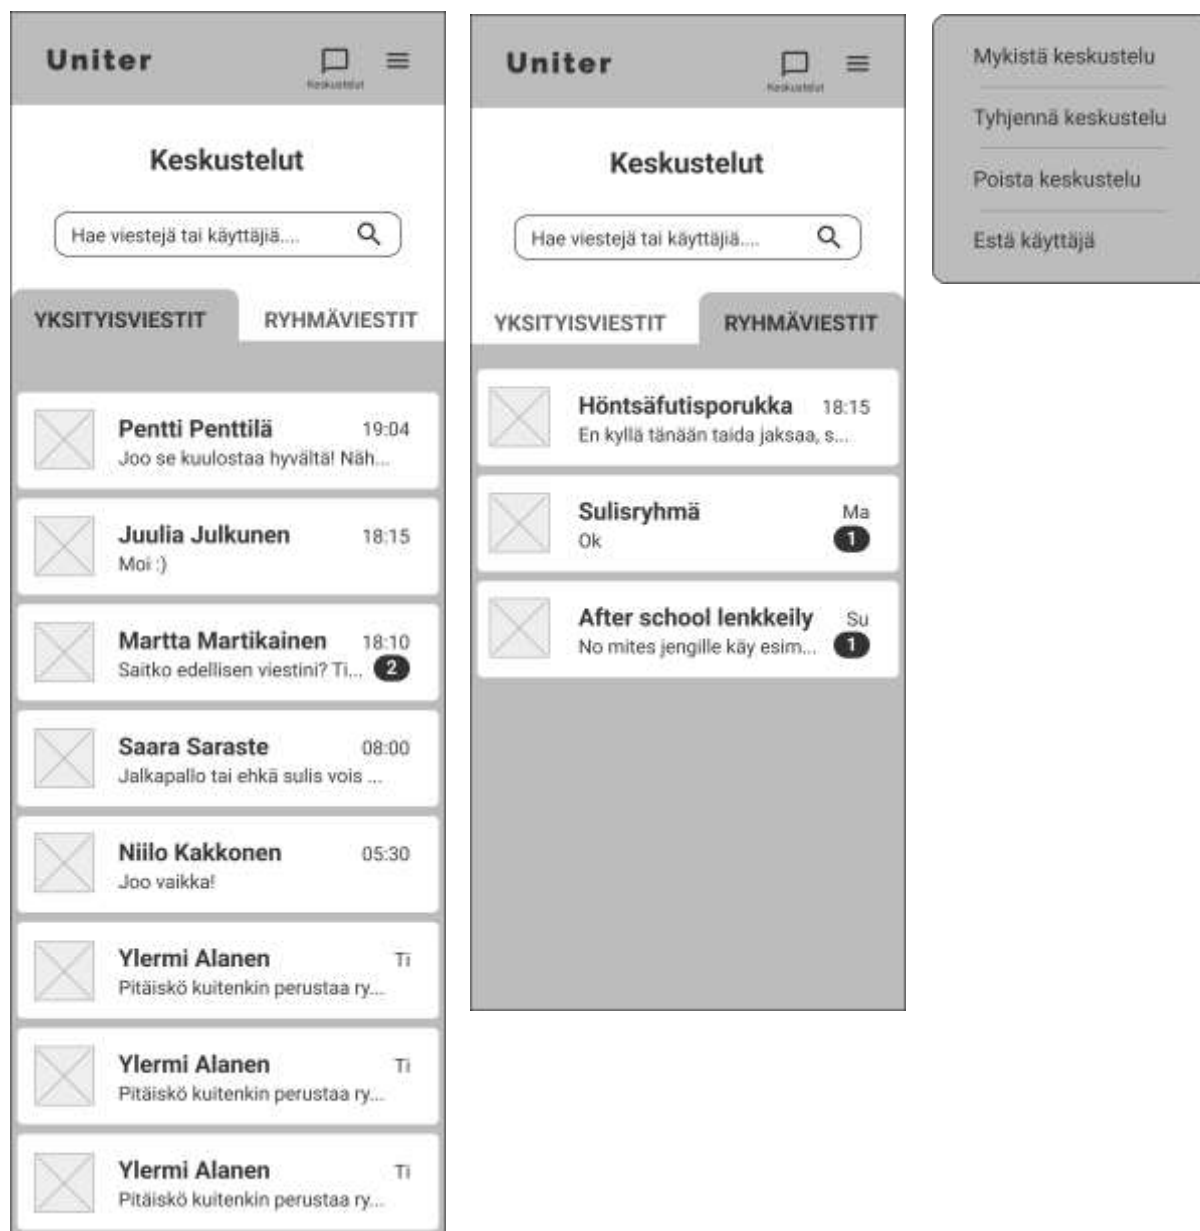 Uniter
Keskustelut
Keskustelut
Hae viestejä tai käyttäjiä....
YKSITYISVIESTIT
RYHMÄVIESTIT
Pentti Penttilä
19:04
Joo se kuulostaa hyvältä! Näh...
Juulia Julkunen
18:15
Moi :)
Martta Martikainen
18:10
Saitko edellisen viestini? Ti...
2
Saara Saraste
08:00
Jalkapallo tai ehkä sulis vois ...
Niilo Kakkonen
05:30
Joo vaikka!
Ylermi Alanen
Ti
Pitäiskö kuitenkin perustaa ry...
Ylermi Alanen
Ti
Pitäiskö kuitenkin perustaa ry...
Ylermi Alanen
Ti
Pitäiskö kuitenkin perustaa ry...
Uniter
Keskustelut
Keskustelut
Hae viestejä tai käyttäjiä....
YKSITYISVIESTIT
RYHMÄVIESTIT
Höntsäfutisporukka
18:15
En kyllä tänään taida jaksaa, s...
Sulisryhmä
Ma
Ok
1
After school lenkkeily
Su
No mites jengille käy esim...
1
Mykistä keskustelu
Tyhjennä keskustelu
Poista keskustelu
Estä käyttäjä